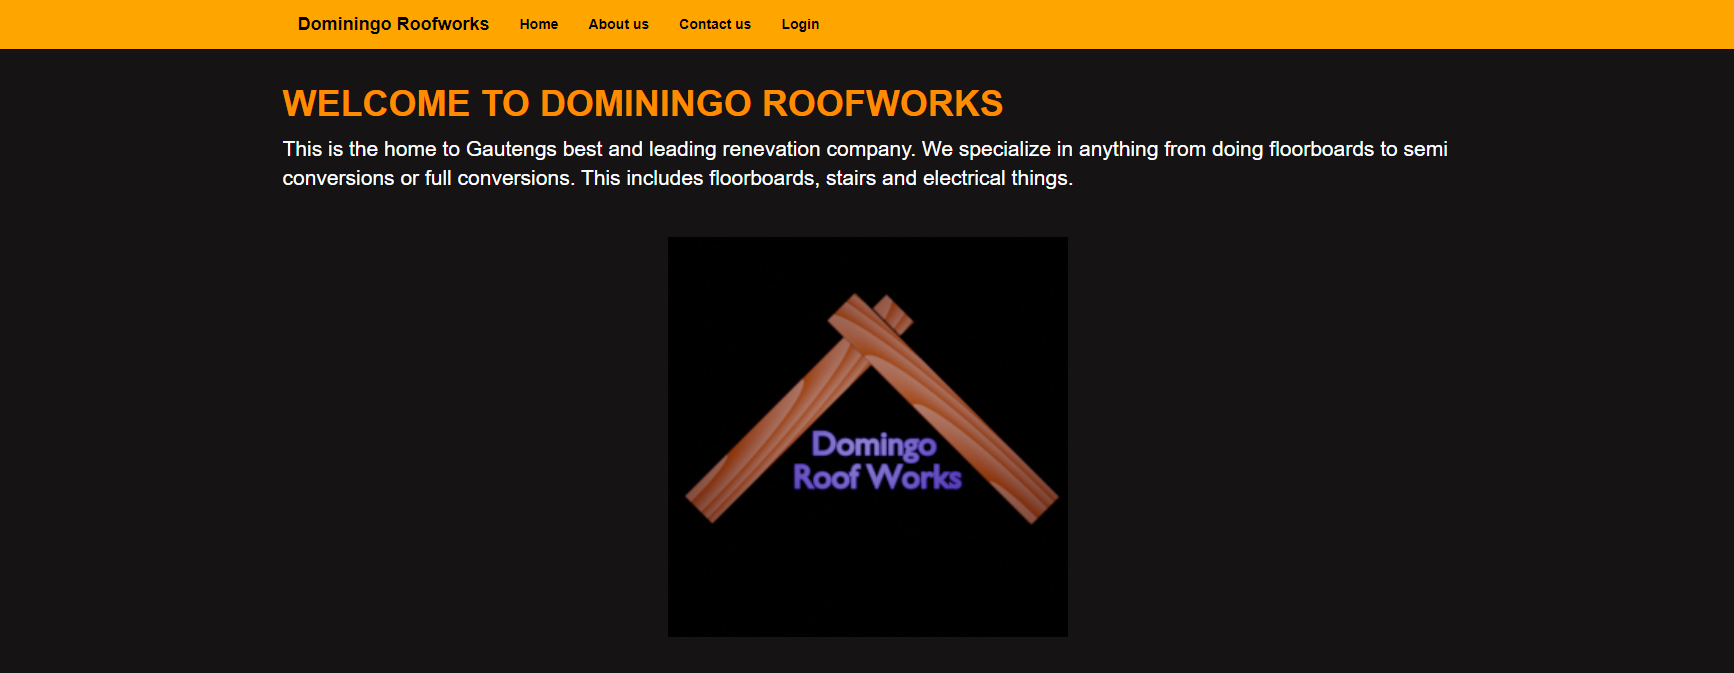 Dominingo Roofworks Home About us Contact us Login
WELCOME TO DOMININGO ROOFWORKS
This is the home to Gautengs best and leading renevation company. We specialize in anything from doing floorboards to semi
conversions or full conversions. This includes floorboards, stairs and electrical things.
Domingo
Roof Works